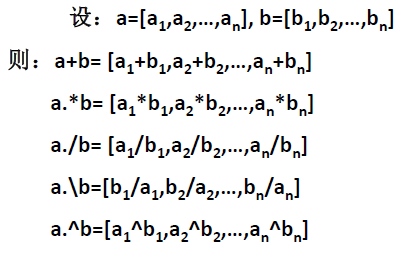 设：a=[a₁,a₂,…,aₙ], b=[b₁,b₂,…,bₙ]
则：a+b= [a₁+b₁,a₂+b₂,…,aₙ+bₙ]
a.*b= [a₁*b₁,a₂*b₂,…,aₙ*bₙ]
a./b= [a₁/b₁,a₂/b₂,…,aₙ/bₙ]
a.\b=[b₁/a₁,b₂/a₂,…,bₙ/aₙ]
a.^b=[a₁^b₁,a₂^b₂,…,aₙ^bₙ]